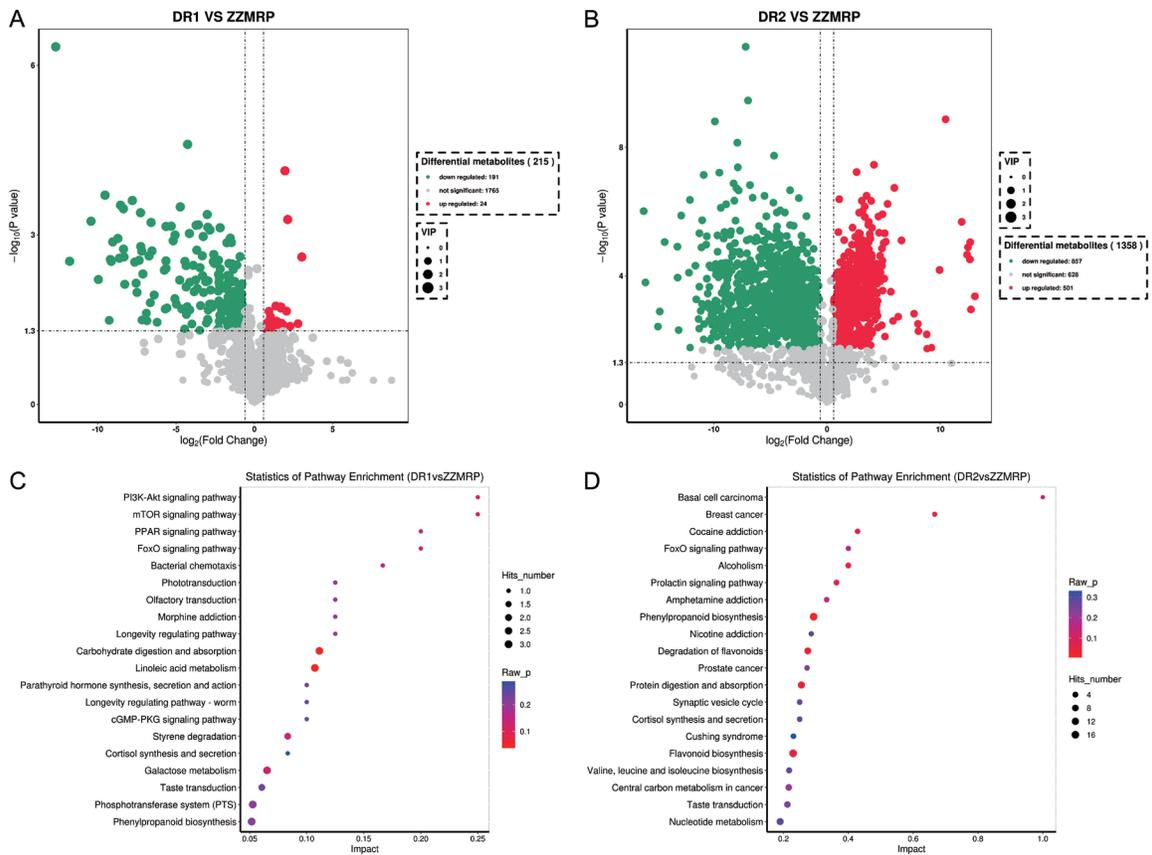 A
DR1 VS ZZMRP
−log10(P value)
6
3
1.3
0
-10
-5
0
5
log2(Fold Change)
Differential metabolites ( 215 )
down regulated: 191
not significant: 1765
up regulated: 24
VIP
0
1
2
3
B
DR2 VS ZZMRP
−log10(P value)
8
4
1.3
0
-10
0
10
log2(Fold Change)
VIP
0
1
2
3
Differential metabolites ( 1358 )
down regulated: 857
not significant: 628
up regulated: 501
C
Statistics of Pathway Enrichment (DR1vsZZMRP)
PI3K-Akt signaling pathway
mTOR signaling pathway
PPAR signaling pathway
FoxO signaling pathway
Bacterial chemotaxis
Phototransduction
Olfactory transduction
Morphine addiction
Longevity regulating pathway
Carbohydrate digestion and absorption
Linoleic acid metabolism
Parathyroid hormone synthesis, secretion and action
Longevity regulating pathway - worm
cGMP-PKG signaling pathway
Styrene degradation
Cortisol synthesis and secretion
Galactose metabolism
Taste transduction
Phosphotransferase system (PTS)
Phenylpropanoid biosynthesis
0.05
0.10
0.15
0.20
0.25
Impact
Hits_number
1.0
1.5
2.0
2.5
3.0
Raw_p
0.2
0.1
D
Statistics of Pathway Enrichment (DR2vsZZMRP)
Basal cell carcinoma
Breast cancer
Cocaine addiction
FoxO signaling pathway
Alcoholism
Prolactin signaling pathway
Amphetamine addiction
Phenylpropanoid biosynthesis
Nicotine addiction
Degradation of flavonoids
Prostate cancer
Protein digestion and absorption
Synaptic vesicle cycle
Cortisol synthesis and secretion
Cushing syndrome
Flavonoid biosynthesis
Valine, leucine and isoleucine biosynthesis
Central carbon metabolism in cancer
Taste transduction
Nucleotide metabolism
0.2
0.4
0.6
0.8
1.0
Impact
Raw_p
0.3
0.2
0.1
Hits_number
4
8
12
16